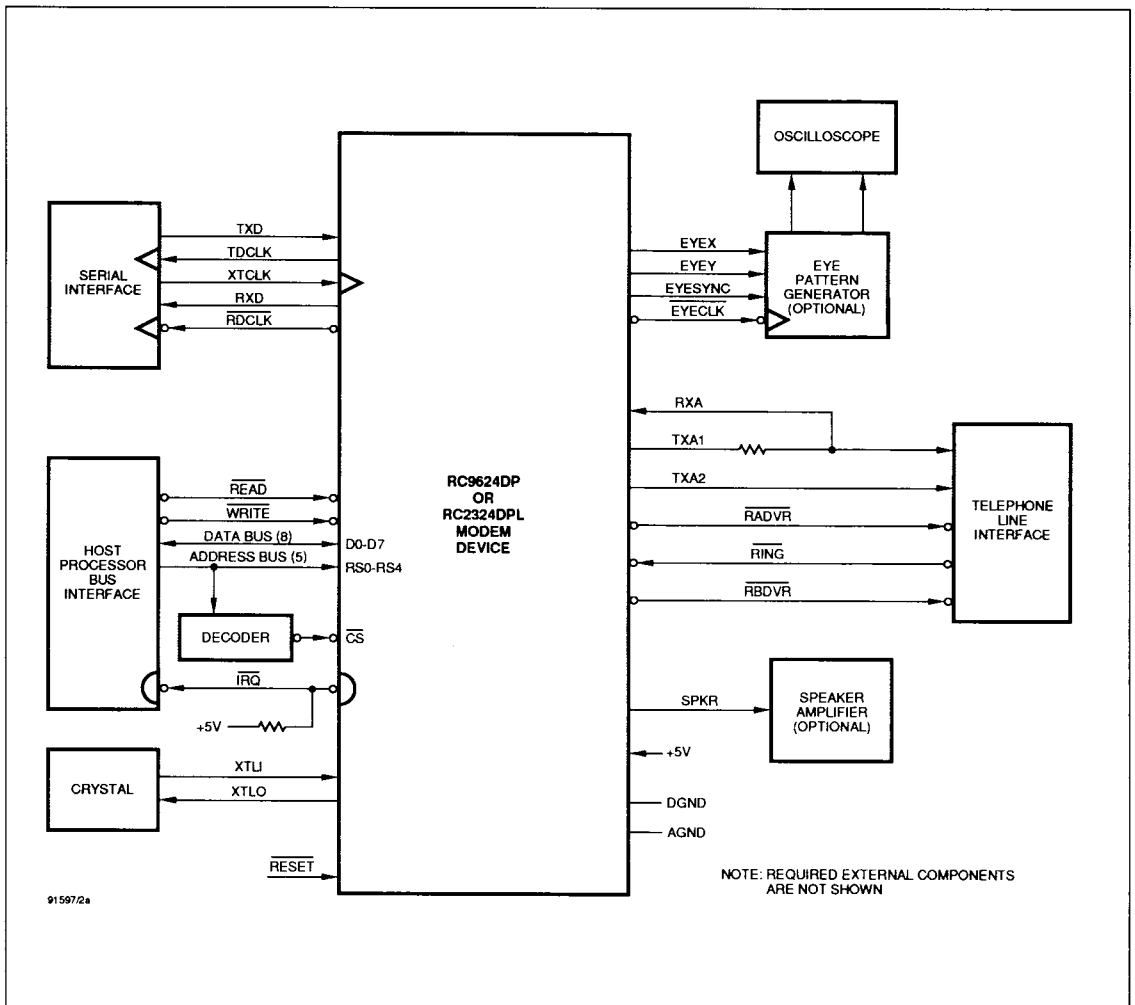 OSCILLOSCOPE
SERIAL
INTERFACE
TXD
TDCLK
XTCLK
RXD
RDCLK
EYEX
EYEY
EYESYNC
EYECLK
EYE
PATTERN
GENERATOR
(OPTIONAL)
RC9624DP
OR
RC2324DPL
MODEM
DEVICE
HOST
PROCESSOR
BUS
INTERFACE
READ
WRITE
DATA BUS (8)
D0-D7
ADDRESS BUS (5)
RS0-RS4
DECODER
CS
IRQ
+5V
RXA
TXA1
TXA2
RADVR
RING
RBDVR
TELEPHONE
LINE
INTERFACE
CRYSTAL
XTLI
XTLO
RESET
SPKR
SPEAKER
AMPLIFIER
(OPTIONAL)
+5V
DGND
AGND
NOTE: REQUIRED EXTERNAL COMPONENTS
ARE NOT SHOWN
91597/2a